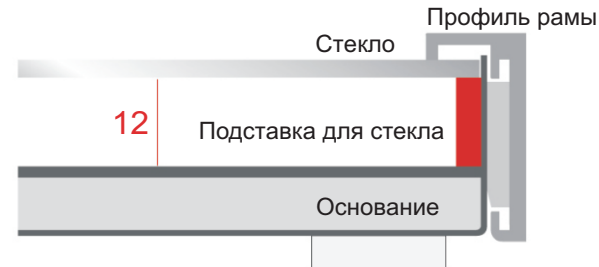 Профиль рамы
Стекло
12
Подставка для стекла
Основание